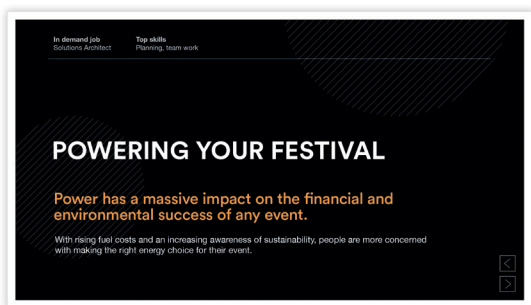 In demand job
Solutions Architect
Top skills
Planning, team work
POWERING YOUR FESTIVAL
Power has a massive impact on the financial and
environmental success of any event.
With rising fuel costs and an increasing awareness of sustainability, people are more concerned
with making the right energy choice for their event.